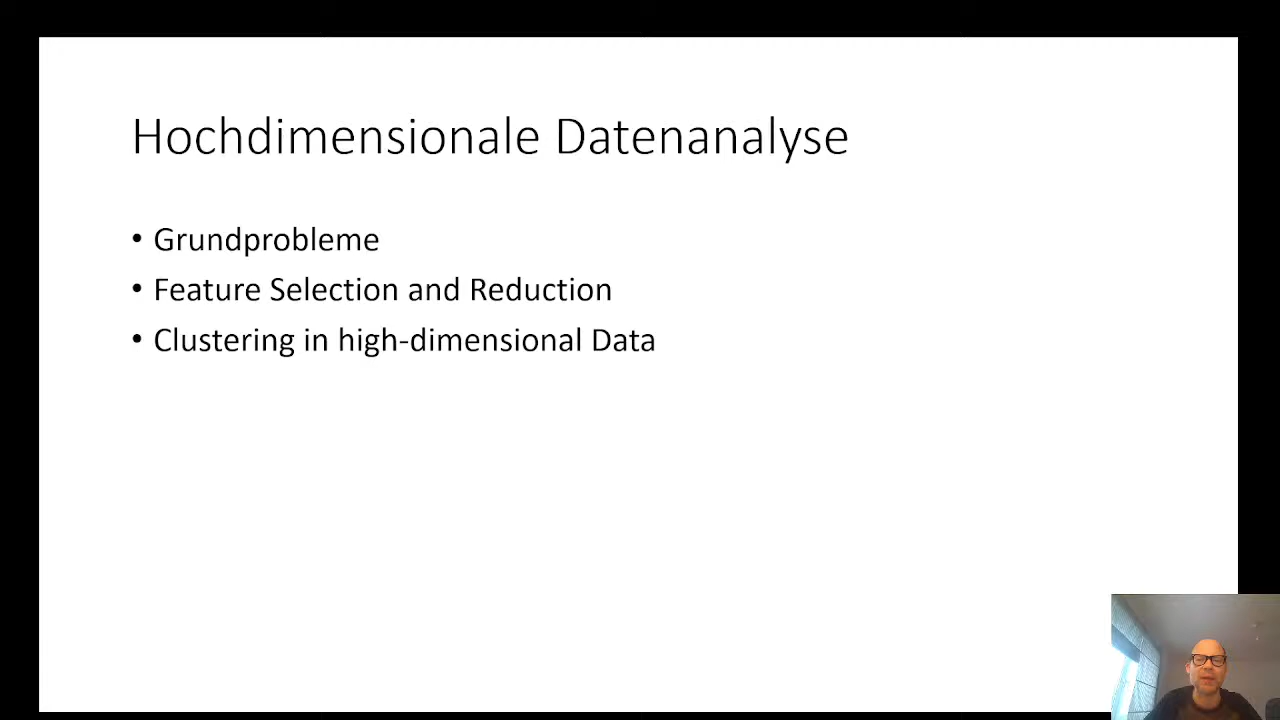 Hochdimensionale Datenanalyse
• Grundprobleme
• Feature Selection and Reduction
• Clustering in high-dimensional Data